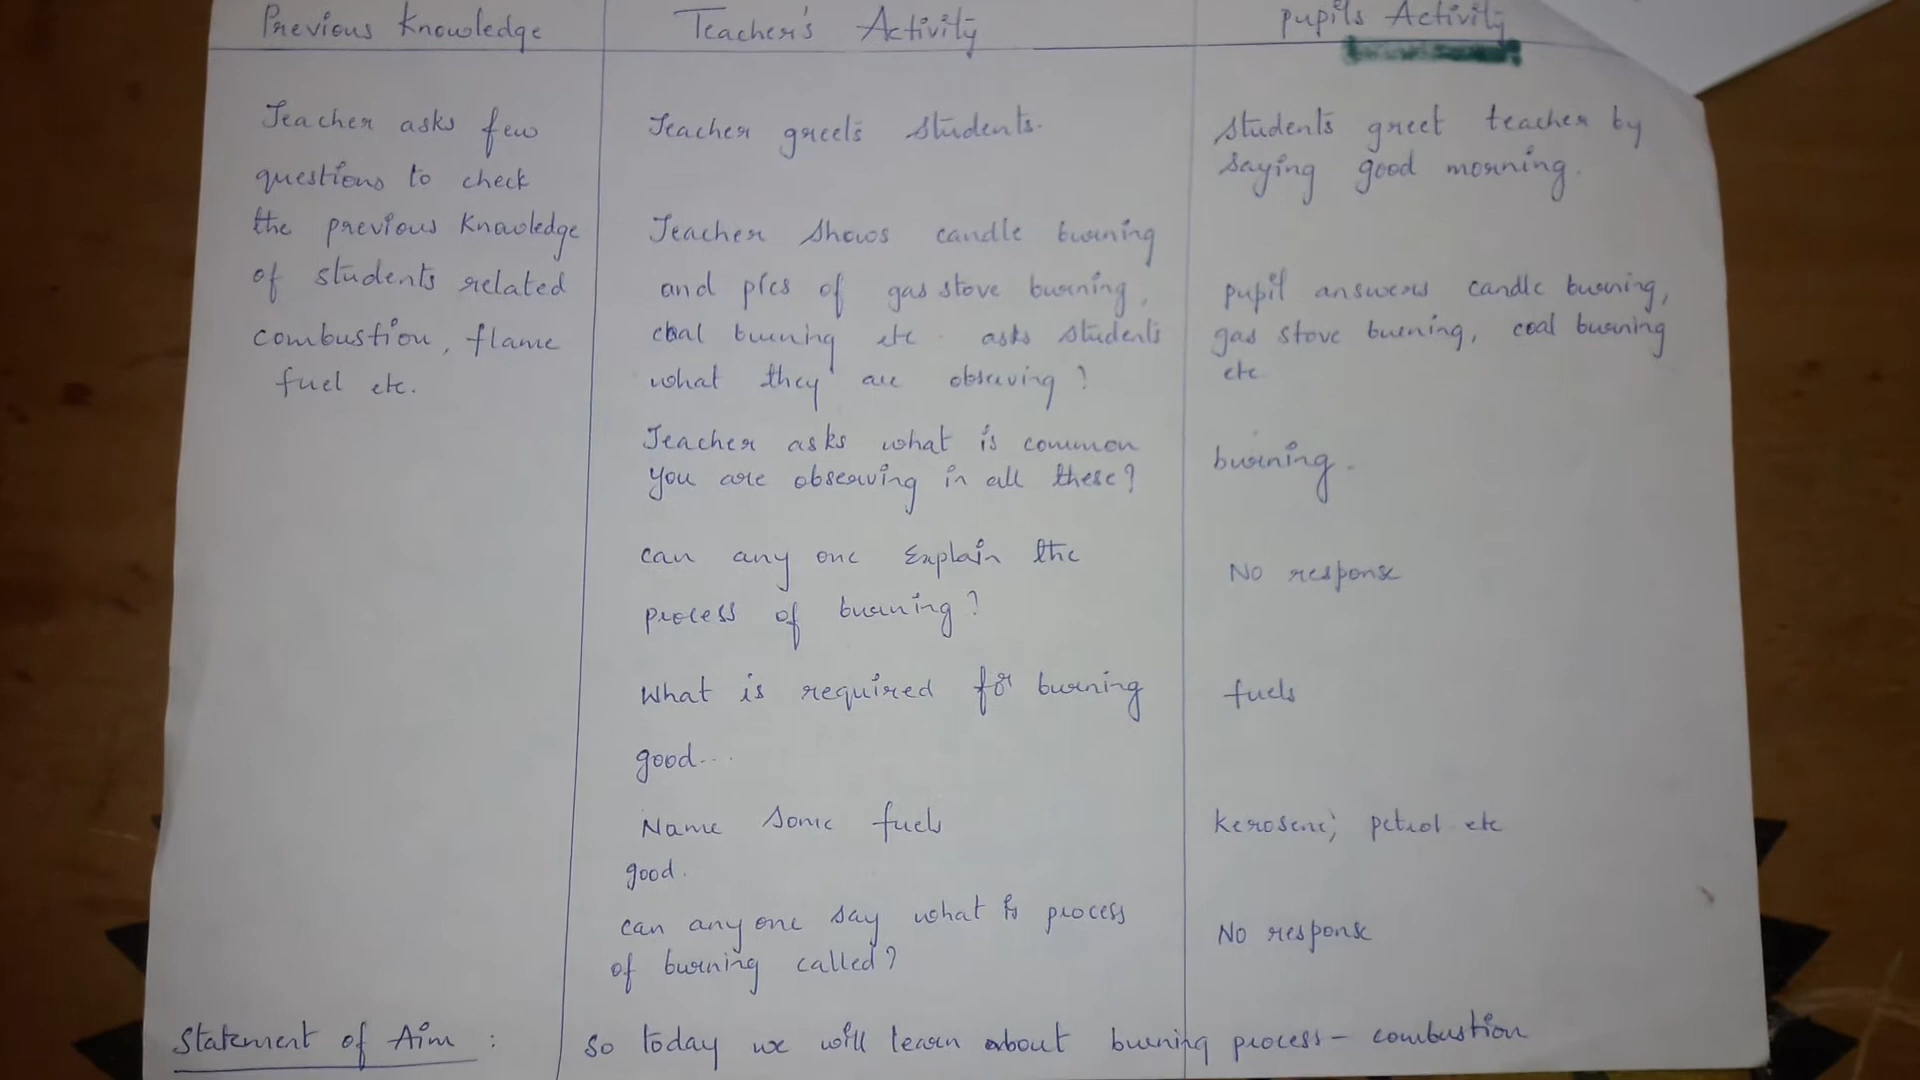 Previous Knowledge
Teacher asks few
questions to check
the previous Knowledge
of students related
combustion, flame
fuel etc.
Teacher's Activity
Teacher greets students.
Teacher shows candle burning
and pics of gas stove burning,
coal burning etc. asks students
what they are observing?
Teacher asks what is common
you are observing in all these?
can any one Explain the
process of burning?
What is required for burning
good...
Name some fuels
good.
can any one say what is process
of burning called?
pupils Activity
students greet teacher by
saying good morning.
pupil answers candle burning,
gas stove burning, coal burning
etc
burning.
No response
fuels
kerosene, petrol etc
No response
Statement of Aim : So today we will learn about burning process - combustion